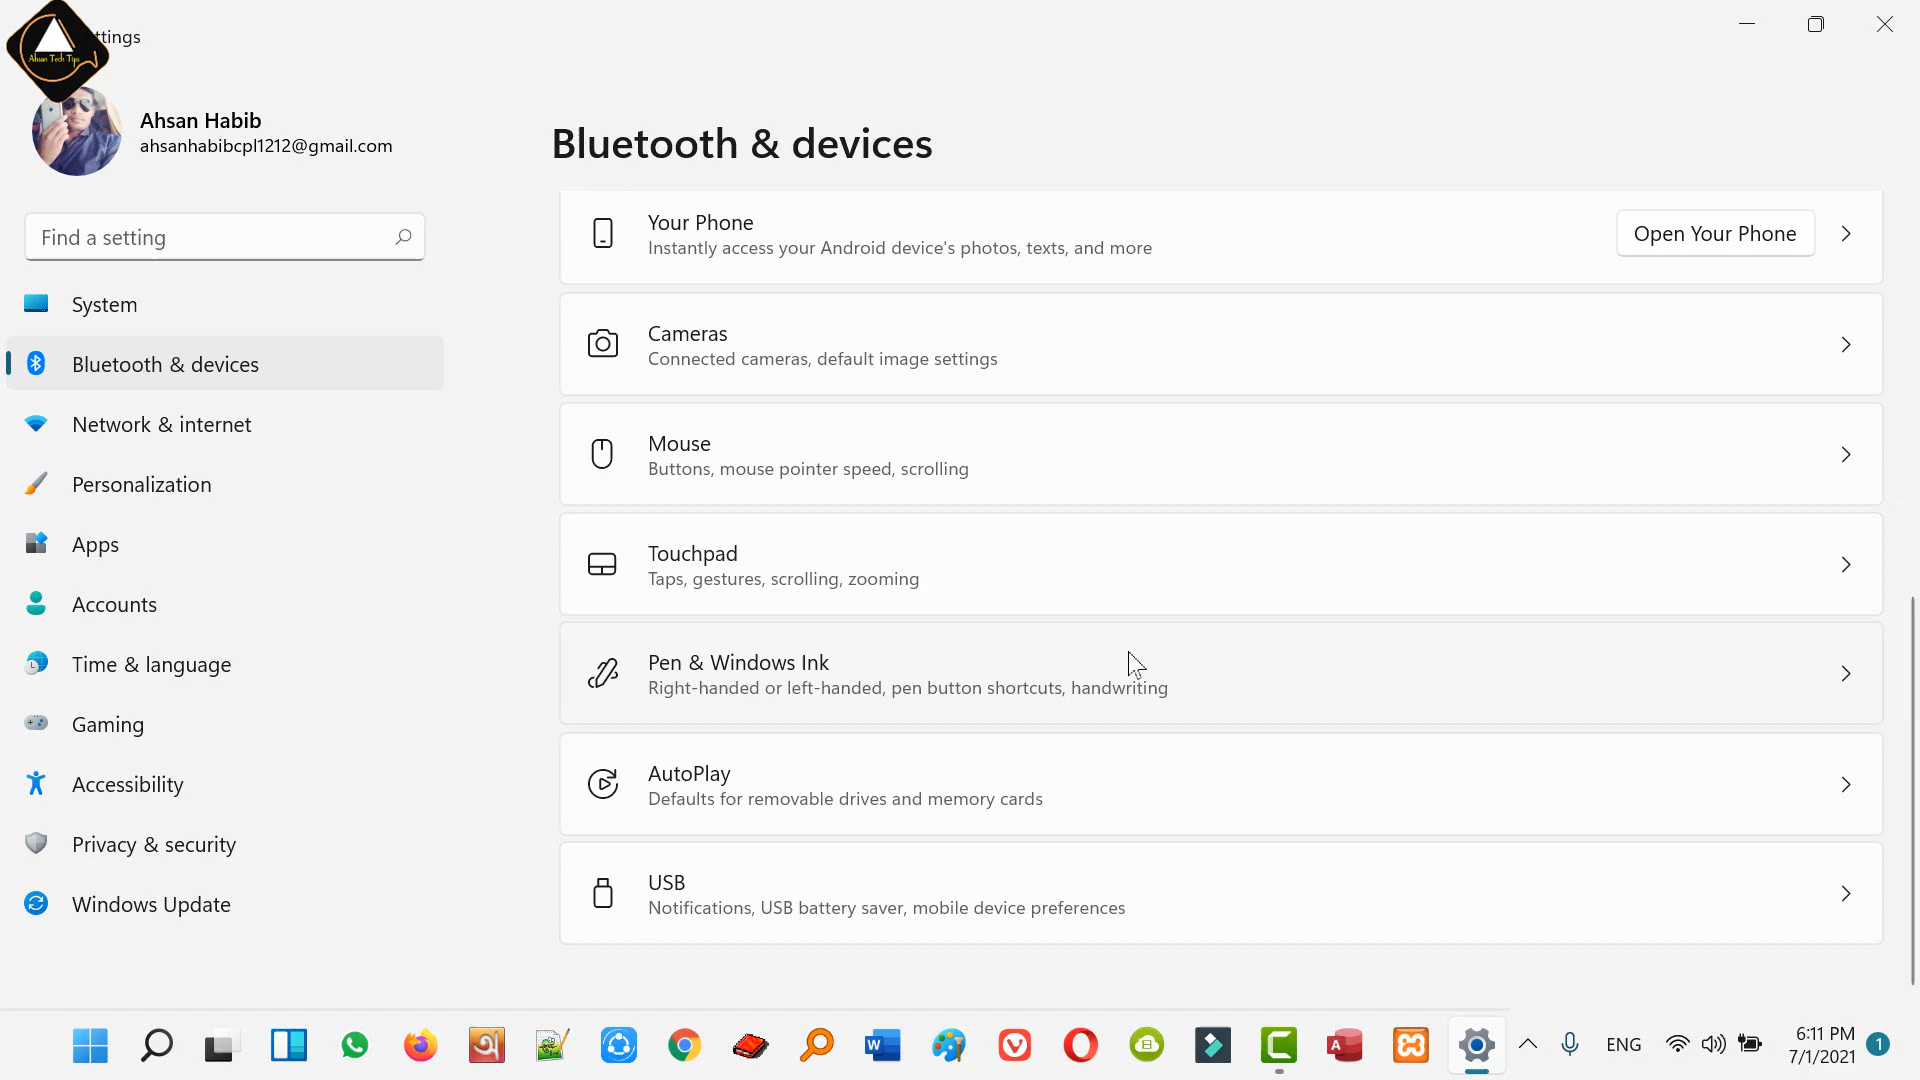 ttings
Ahsan Tech Tips
Ahsan Habib
ahsanhabibcpl1212@gmail.com
Find a setting
System
Bluetooth & devices
Network & internet
Personalization
Apps
Accounts
Time & language
Gaming
Accessibility
Privacy & security
Windows Update
Bluetooth & devices
Your Phone
Instantly access your Android device's photos, texts, and more
Open Your Phone
Cameras
Connected cameras, default image settings
Mouse
Buttons, mouse pointer speed, scrolling
Touchpad
Taps, gestures, scrolling, zooming
Pen & Windows Ink
Right-handed or left-handed, pen button shortcuts, handwriting
AutoPlay
Defaults for removable drives and memory cards
USB
Notifications, USB battery saver, mobile device preferences
ENG
6:11 PM
7/1/2021
1